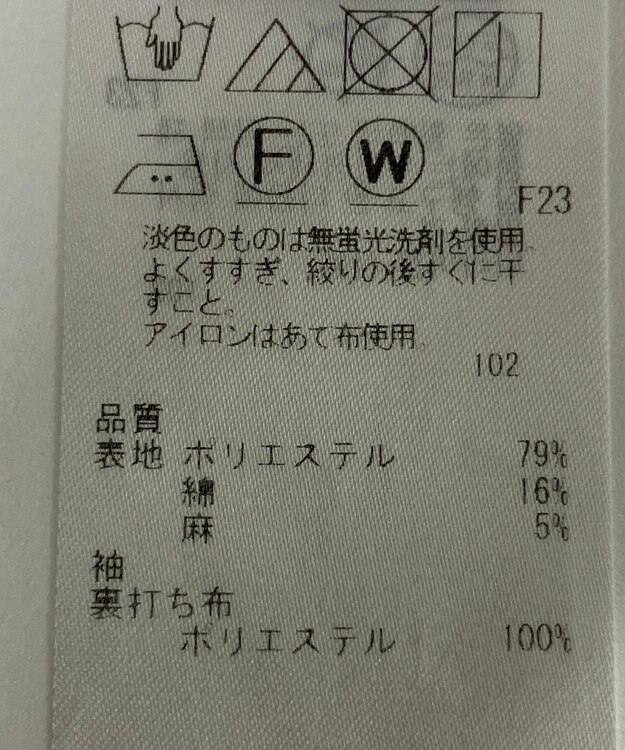 F
W
F23
淡色のものは無蛍光洗剤を使用。
よくすすぎ、絞りの後すぐに干
すこと。
アイロンはあて布使用。
102
品質
表地 ポリエステル 79%
綿 16%
麻 5%
袖
裏打ち布
ポリエステル 100%